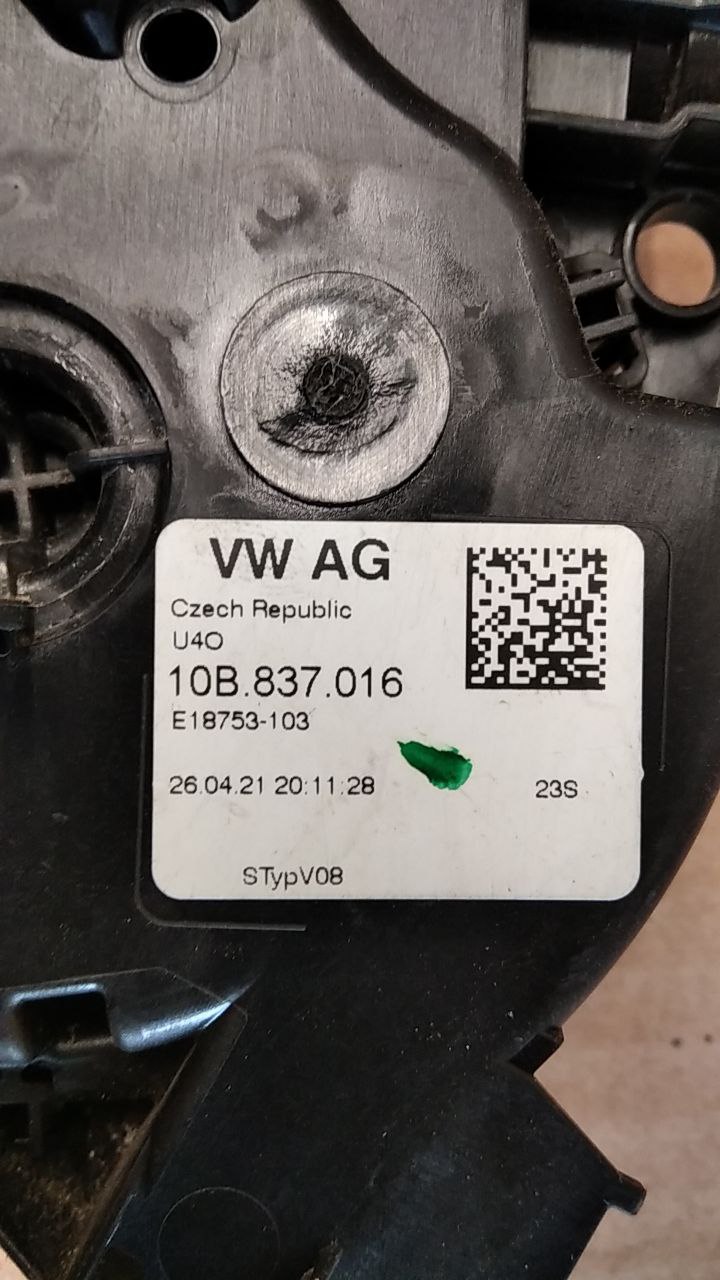 VW AG
Czech Republic
U4O
10B.837.016
E18753-103
26.04.21 20:11:28
23S
STypV08